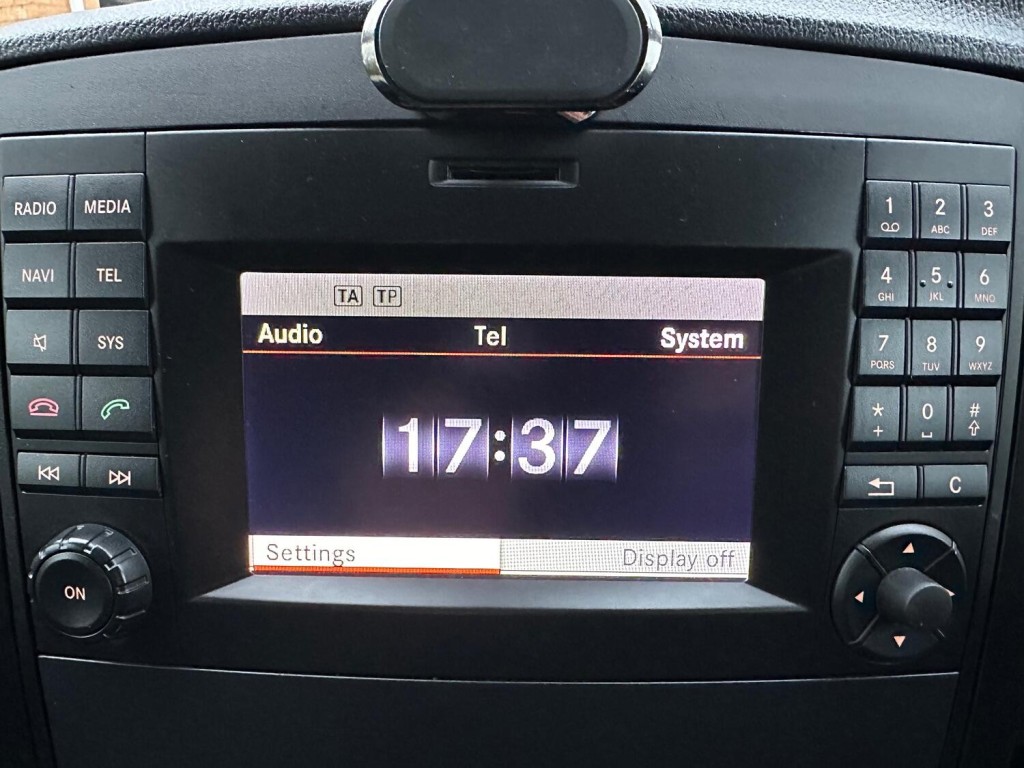 RADIO MEDIA
NAVI TEL
SYS
ON
TA TP
Audio Tel System
17:37
Settings Display off
1 2 3
ABC DEF
4 5 6
GHI JKL MNO
7 8 9
PQRS TUV WXYZ
* 0 #
+
C